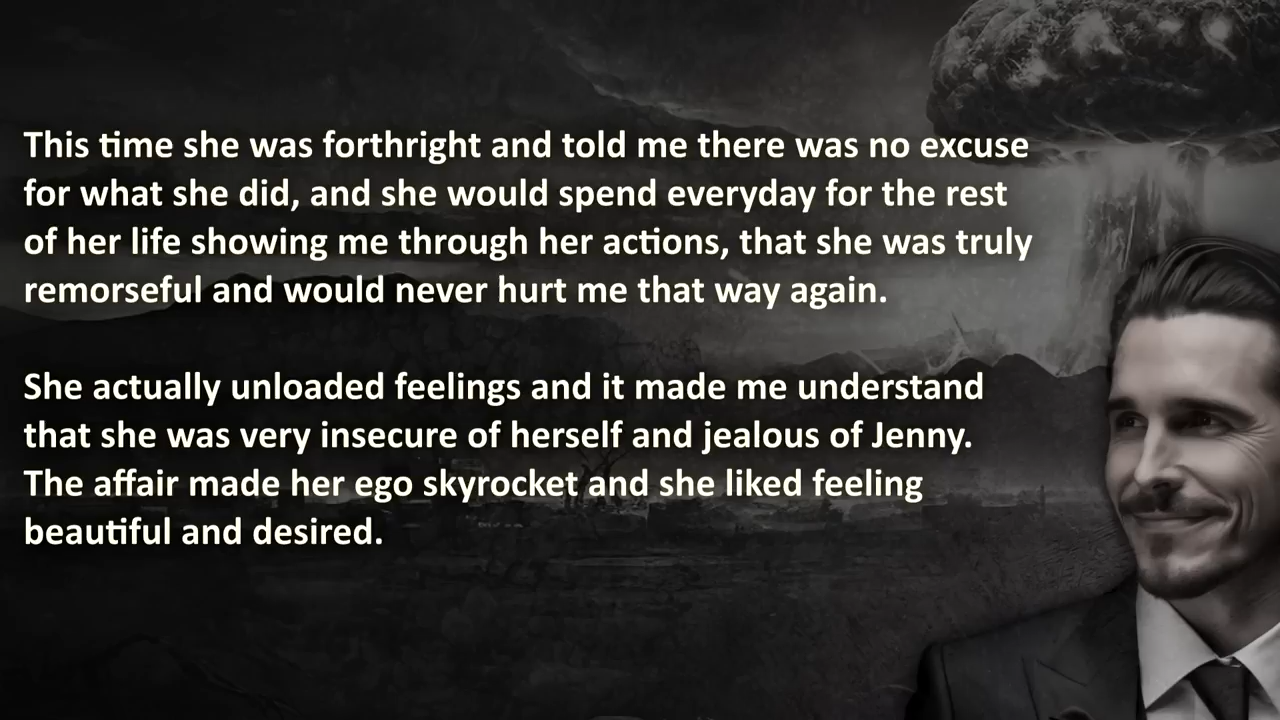 This time she was forthright and told me there was no excuse
for what she did, and she would spend everyday for the rest
of her life showing me through her actions, that she was truly
remorseful and would never hurt me that way again.
She actually unloaded feelings and it made me understand
that she was very insecure of herself and jealous of Jenny.
The affair made her ego skyrocket and she liked feeling
beautiful and desired.